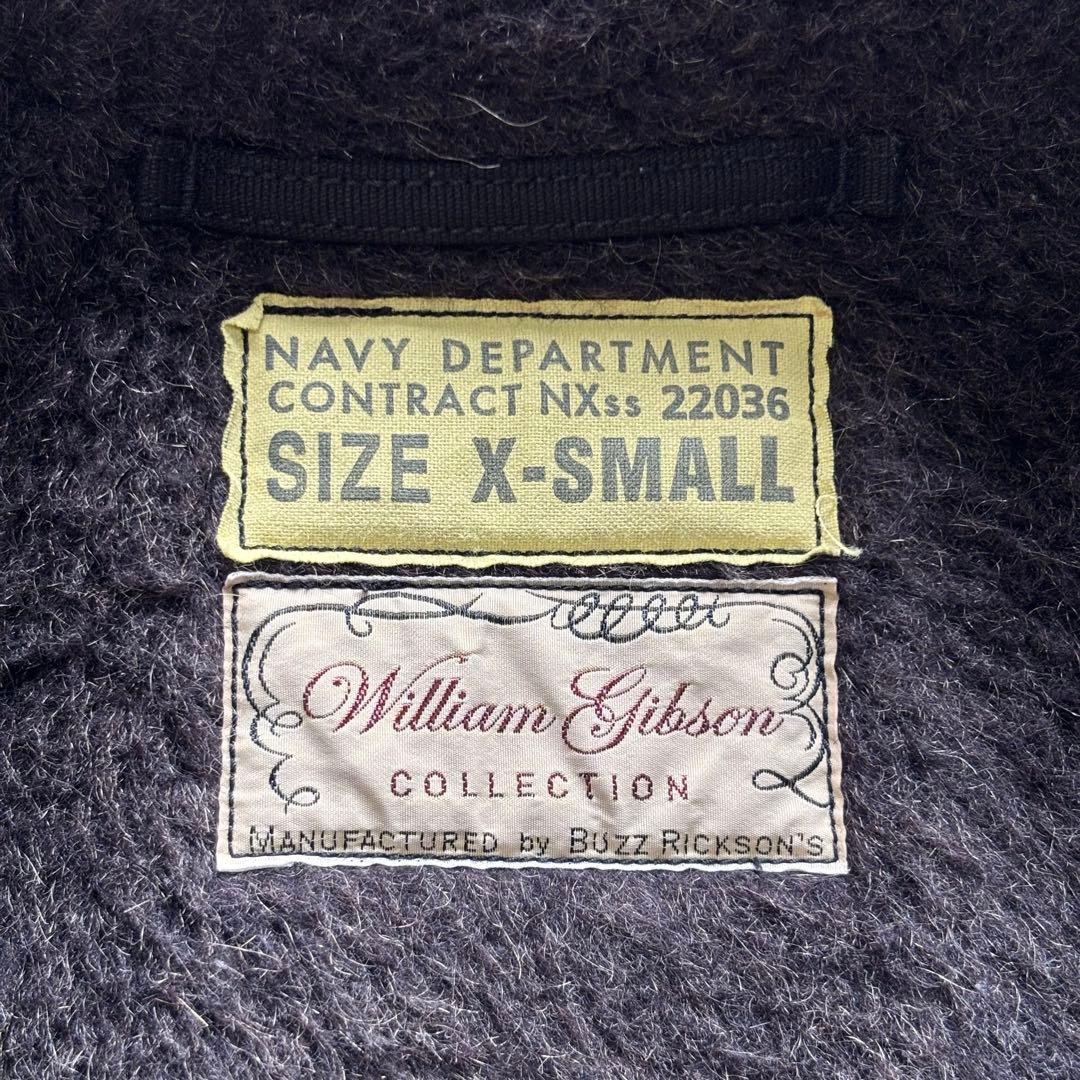 NAVY DEPARTMENT
CONTRACT NXss 22036
SIZE X-SMALL
William Gibson
COLLECTION
MANUFACTURED by BUZZ RICKSON'S